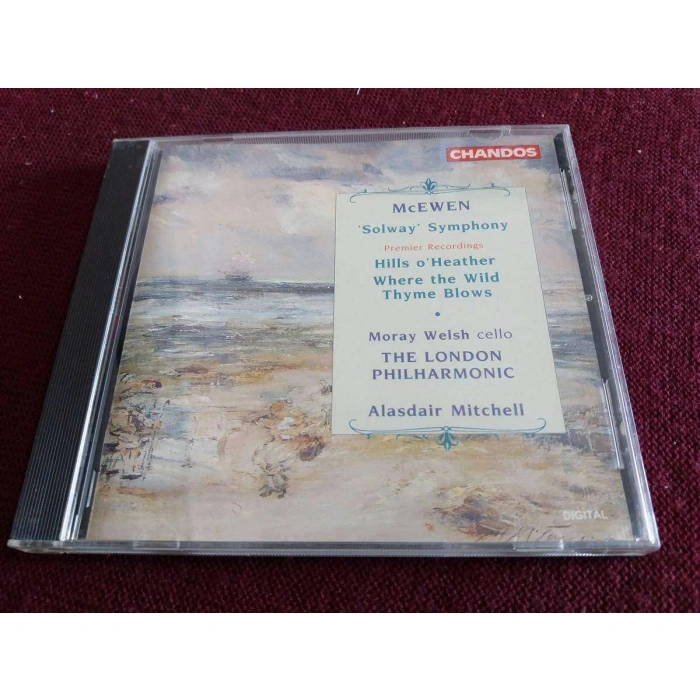 CHANDOS
McEWEN
'Solway' Symphony
Premier Recordings
Hills o'Heather
Where the Wild
Thyme Blows
•
Moray Welsh cello
THE LONDON
PHILHARMONIC
Alasdair Mitchell
DIGITAL